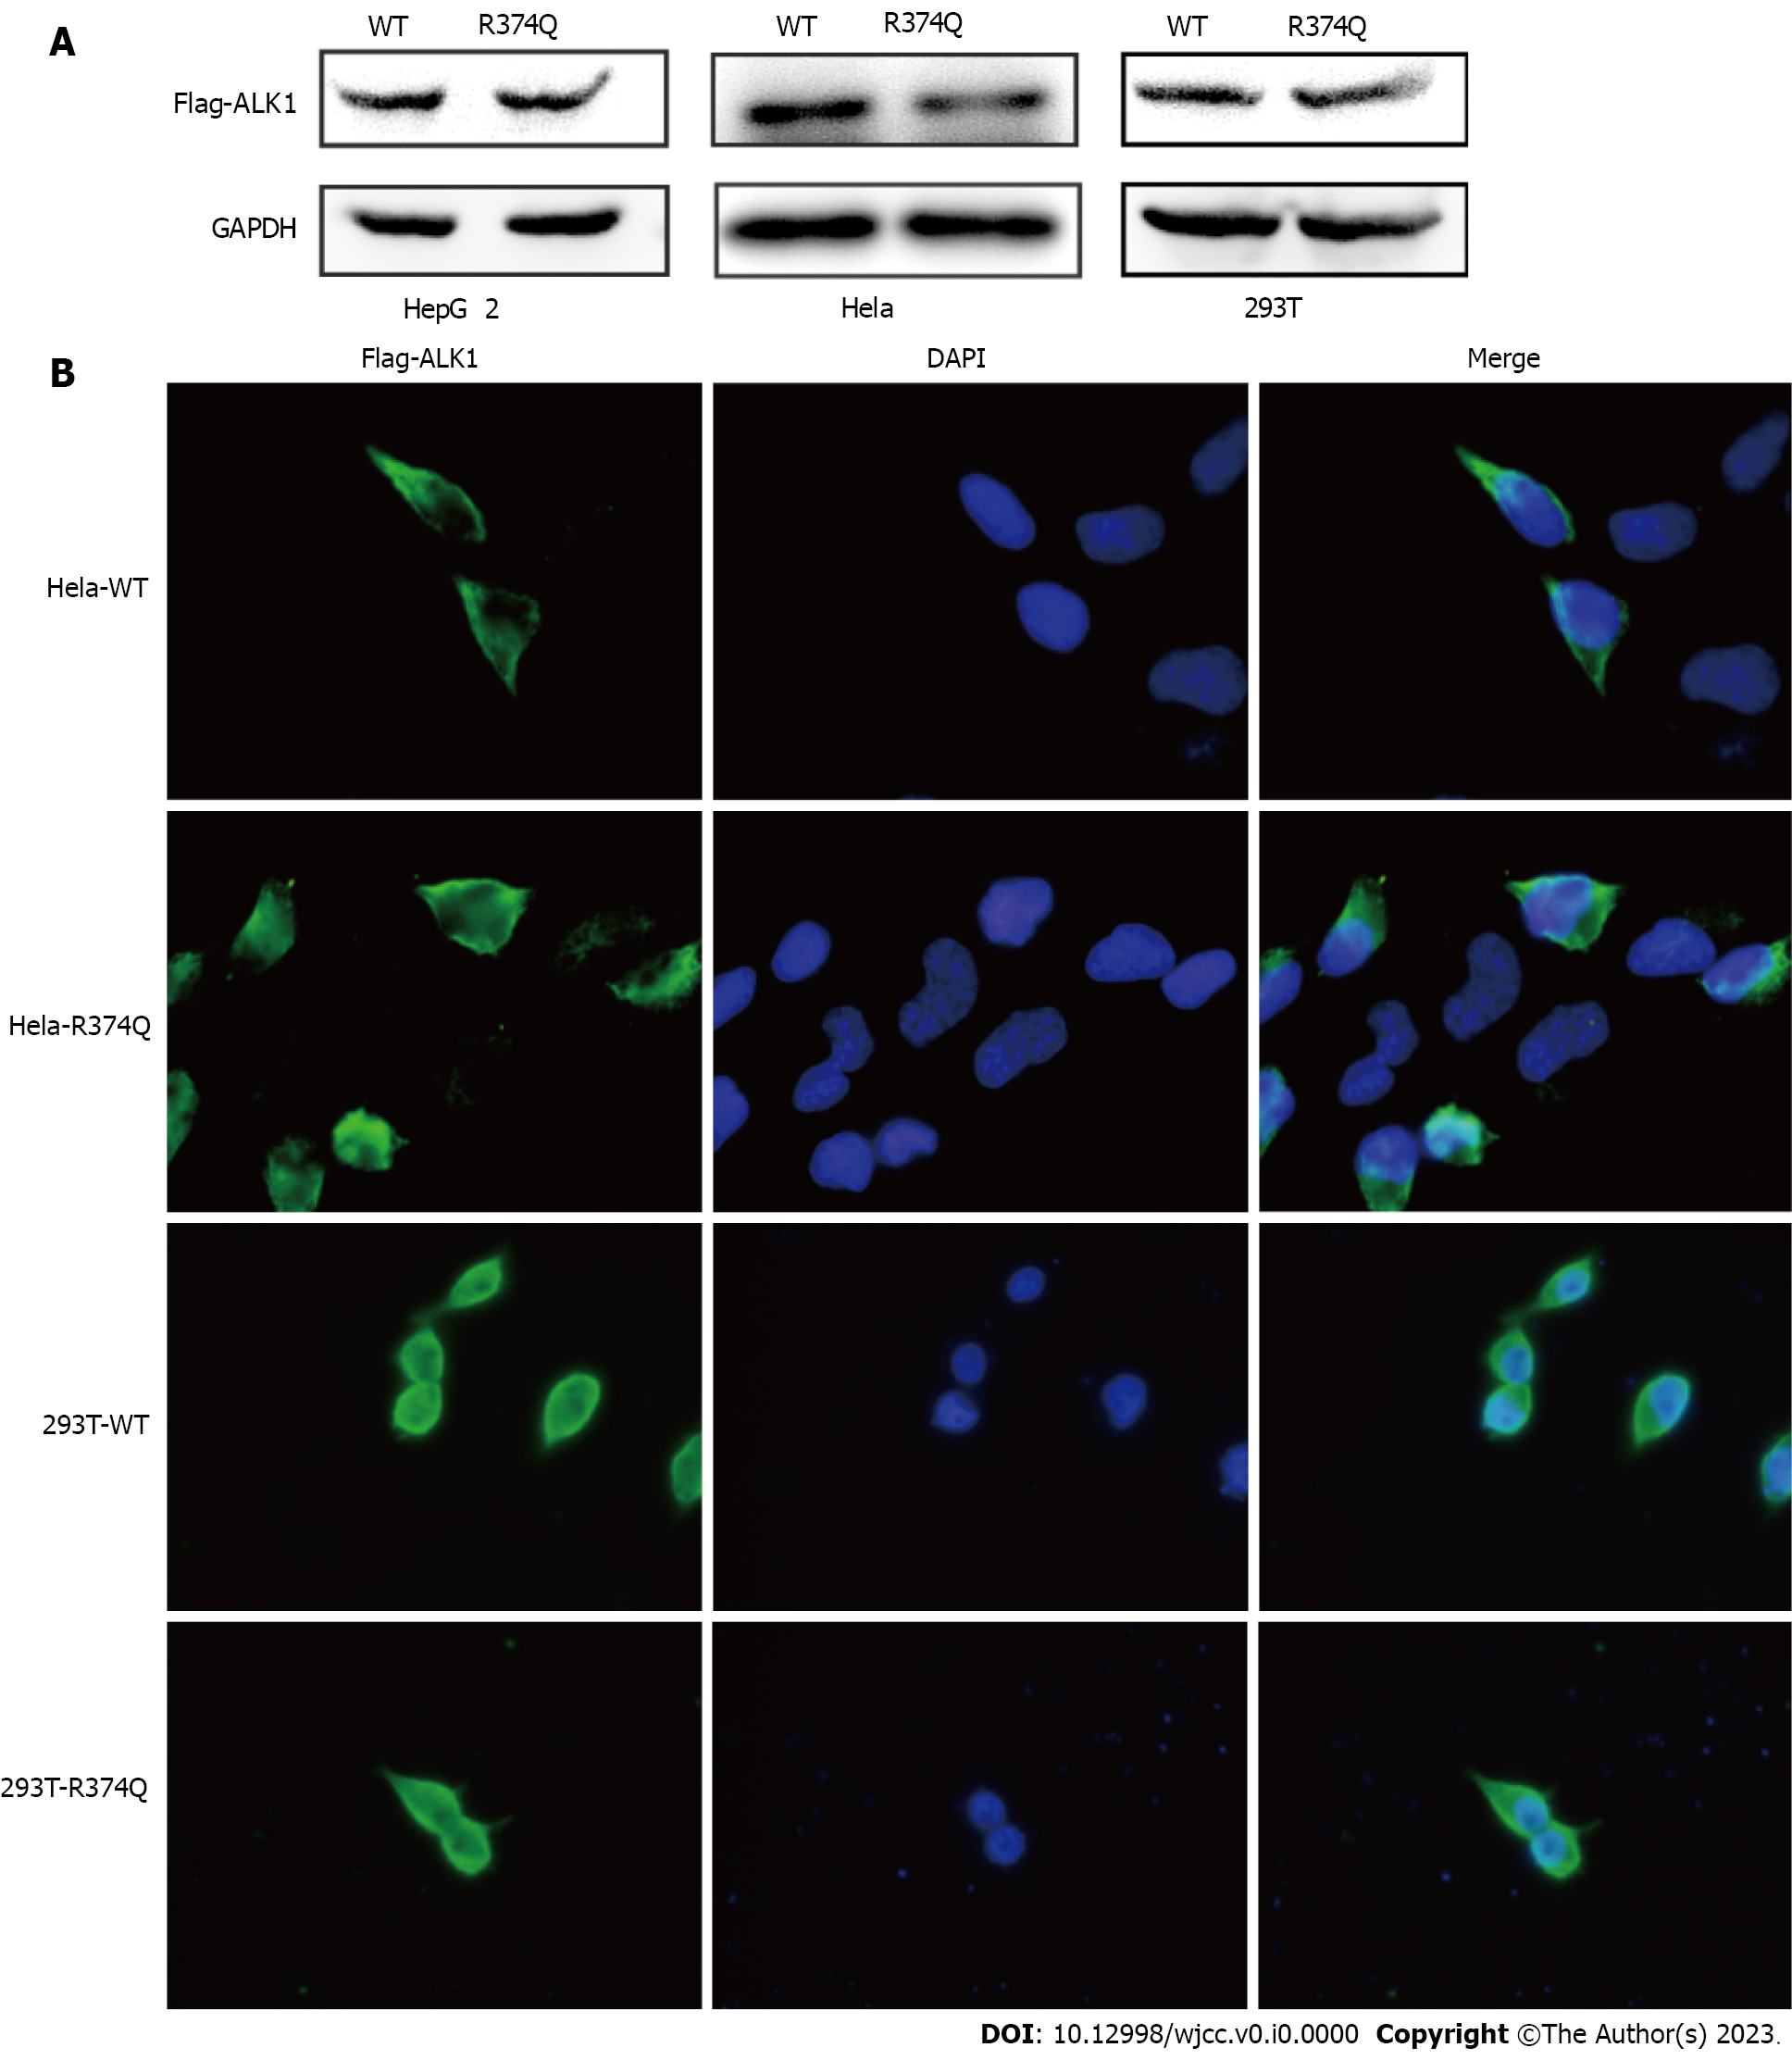 A
WT R374Q WT R374Q WT R374Q
Flag-ALK1
GAPDH
HepG 2 Hela 293T
B
Flag-ALK1 DAPI Merge
Hela-WT
Hela-R374Q
293T-WT
293T-R374Q
DOI: 10.12998/wjcc.v0.i0.0000 Copyright ©The Author(s) 2023.